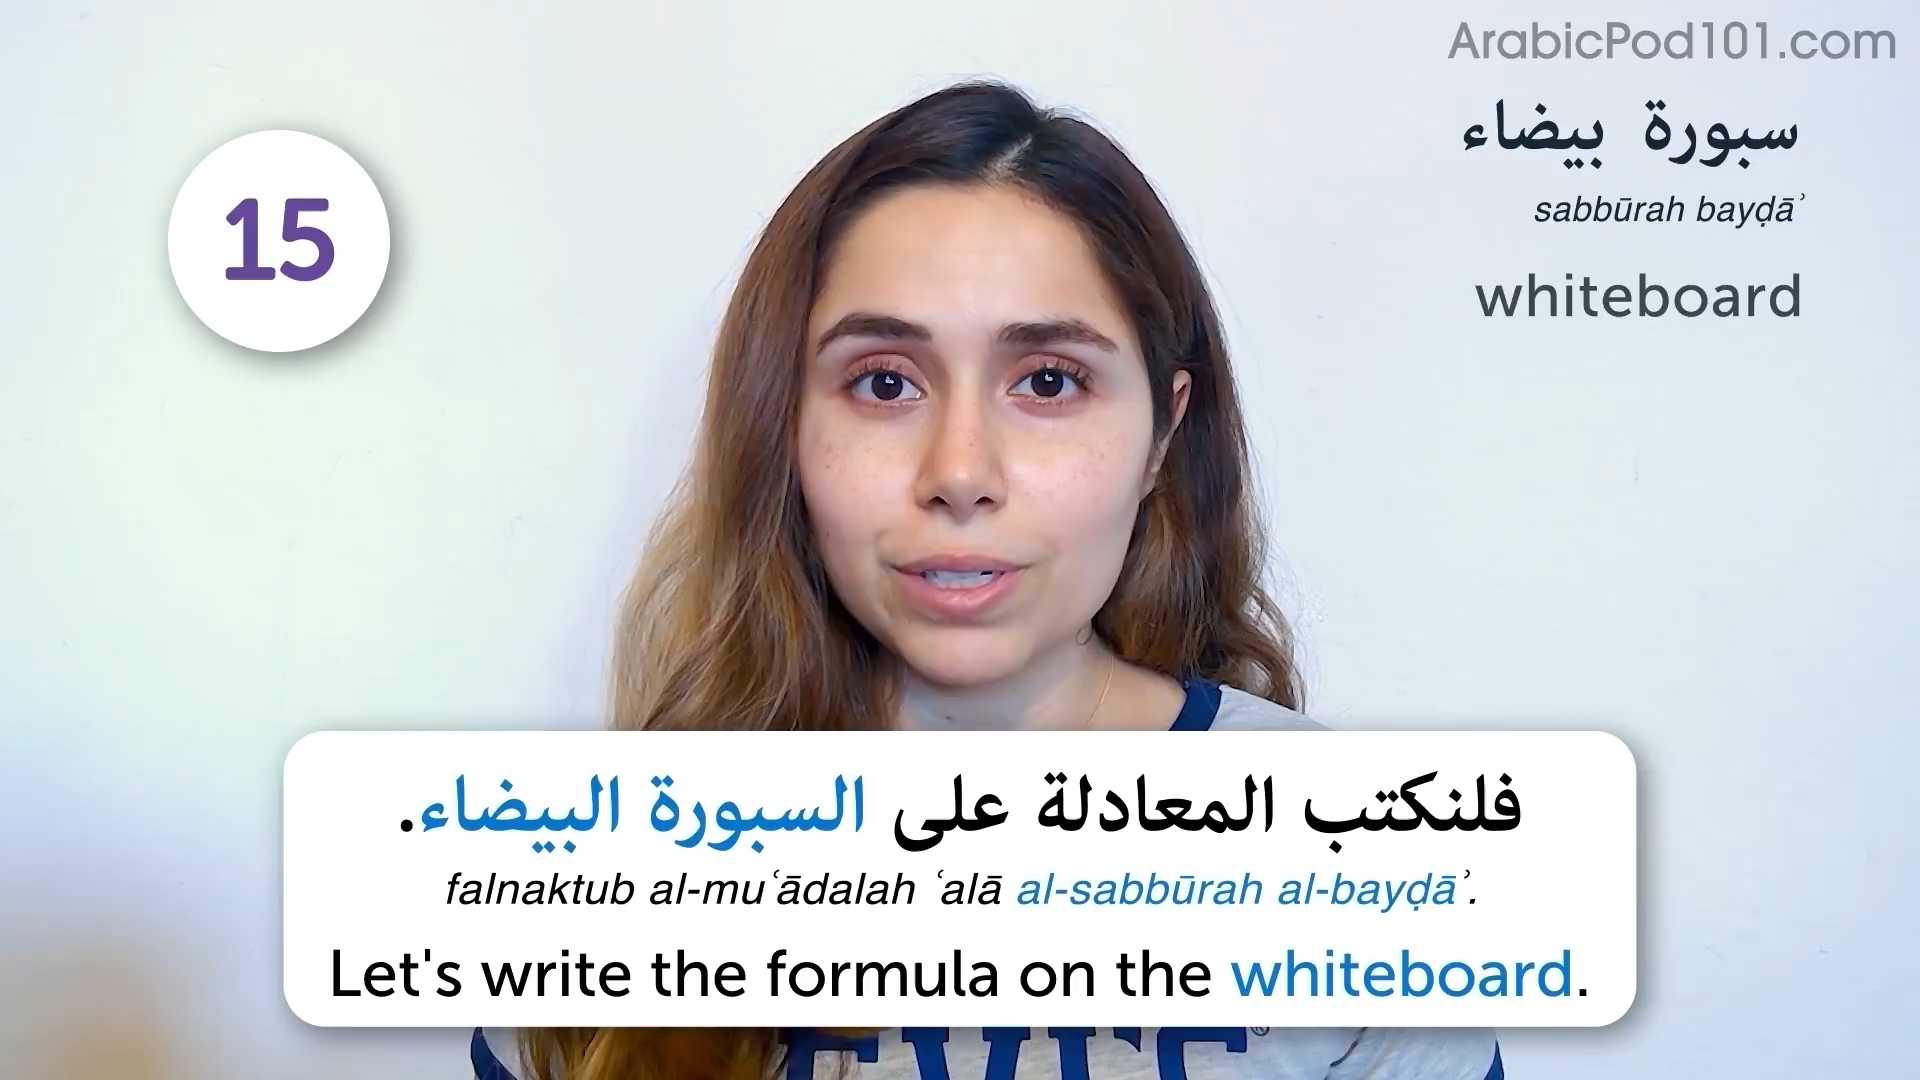 ArabicPod101.com
15
سبورة بيضاء
sabbūrah bayḍāʾ
whiteboard
فلنكتب المعادلة على السبورة البيضاء.
falnaktub al-muʿādalah ʿalā al-sabbūrah al-bayḍāʾ.
Let's write the formula on the whiteboard.